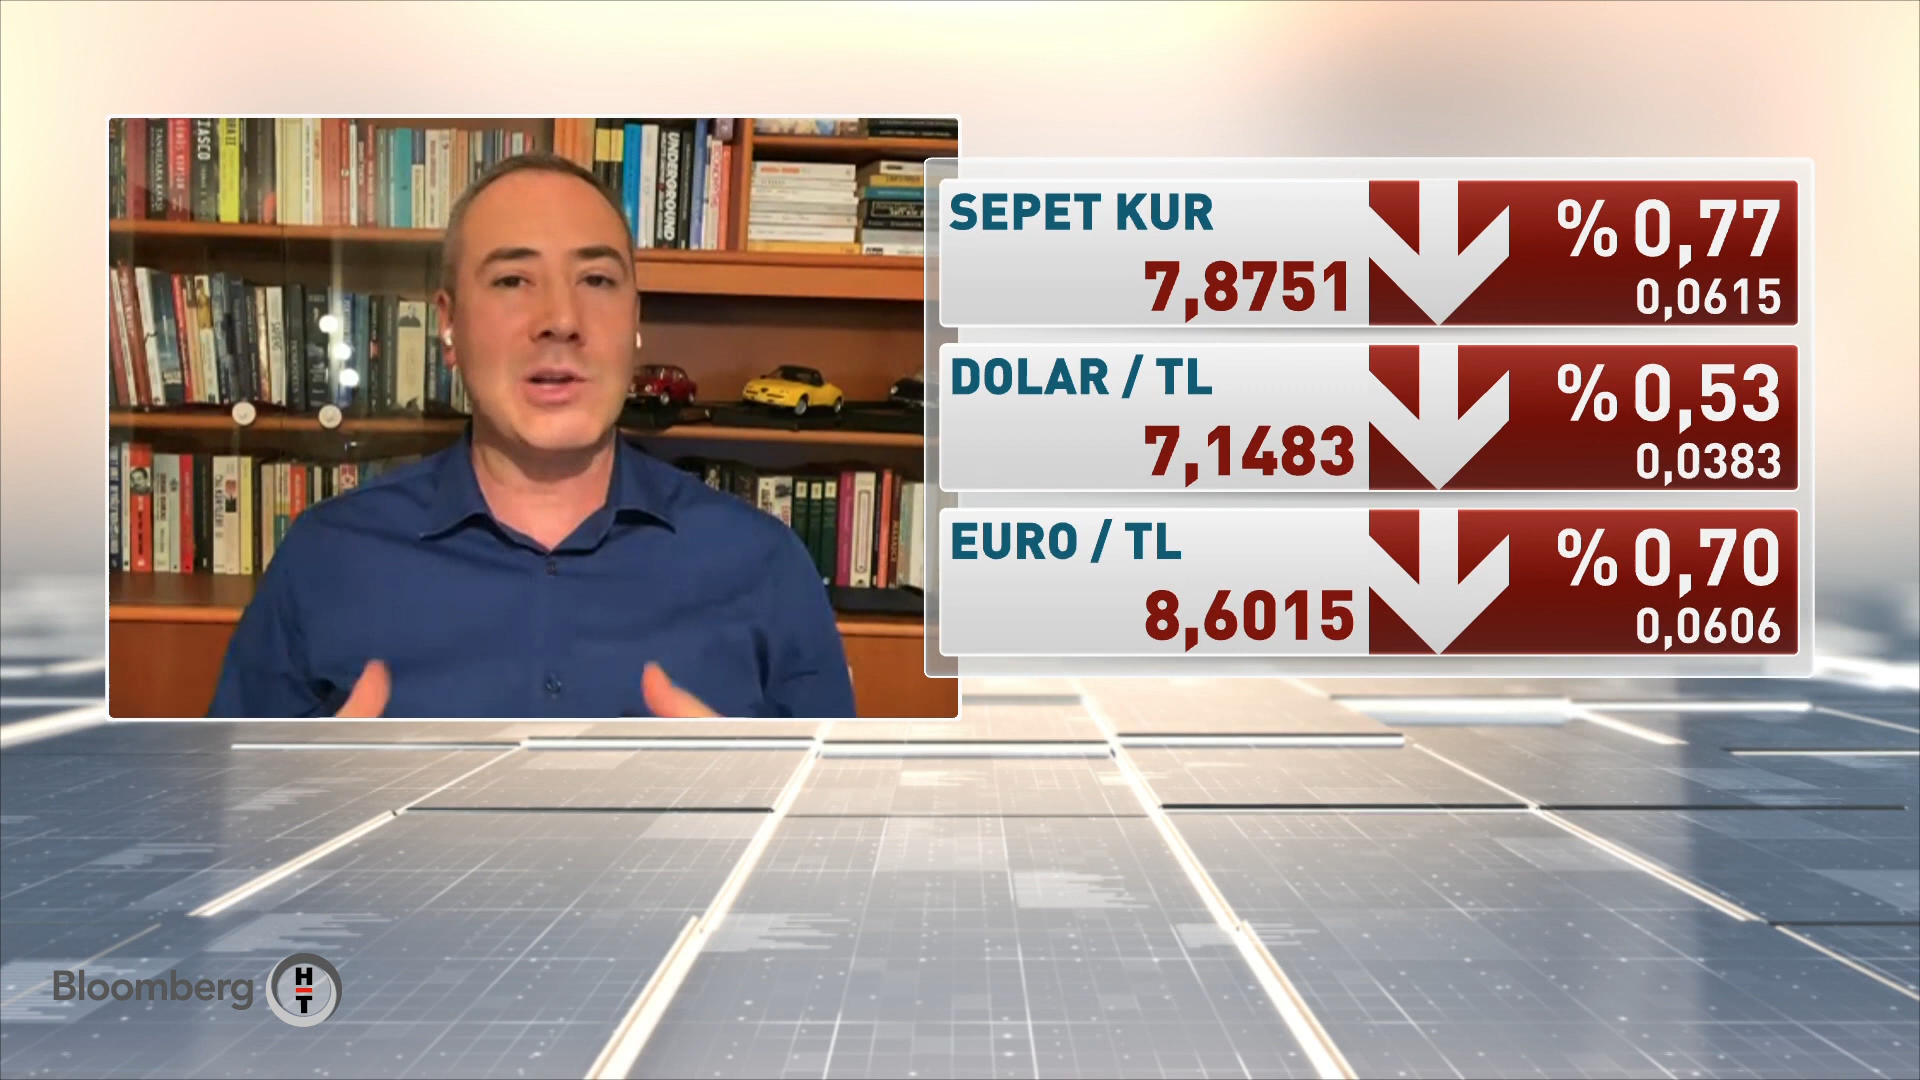 SEPET KUR
7,8751
% 0,77
0,0615
DOLAR / TL
7,1483
% 0,53
0,0383
EURO / TL
8,6015
% 0,70
0,0606
UNDERGROUND
Bloomberg HT